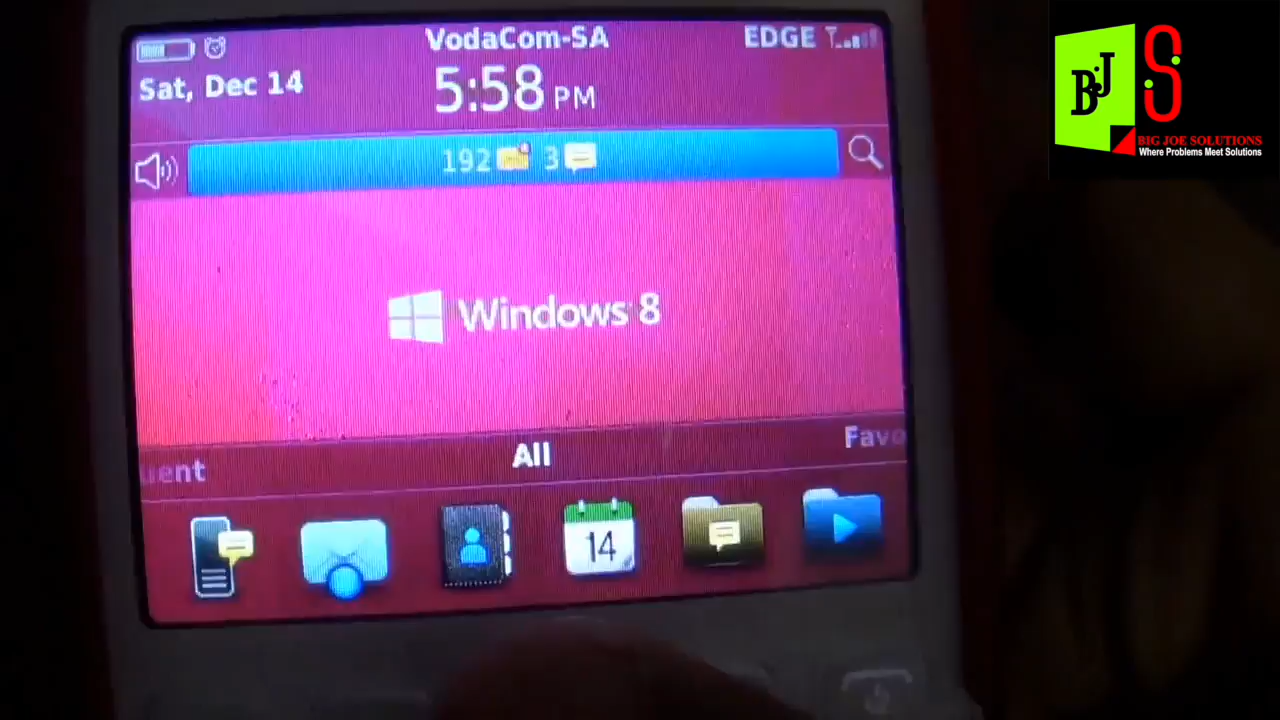 VodaCom-SA
EDGE
Sat, Dec 14
5:58 PM
192 3
Windows 8
uent
All
Favo
14
BJS
BIG JOE SOLUTIONS
Where Problems Meet Solutions